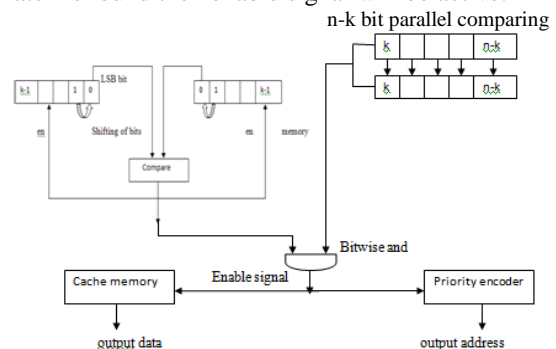 n-k bit parallel comparing
k n-k
k n-k
LSB bit
k-1 1 0
0 1 k-1
en Shifting of bits en memory
Compare
Bitwise and
Enable signal
Cache memory
Priority encoder
output data
output address